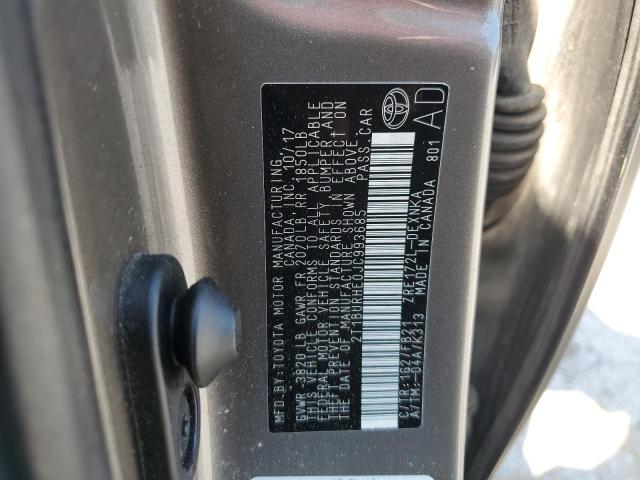 MFD.BY:TOYOTA MOTOR MANUFACTURING
CANADA, INC. 10/17
GVWR 3820LB GAWR FR 2070LB RR 1850LB
THIS VEHICLE CONFORMS TO ALL APPLICABLE
FEDERAL MOTOR VEHICLE SAFETY, BUMPER AND
THEFT PREVENTION STANDARDS IN EFFECT ON
THE DATE OF MANUFACTURE SHOWN ABOVE.
2T1BURHE0JC993685 PASS.CAR
C/TR:1G2/FB21 ZRE172L-DEXNKA
A/TM:-04A/K313 MADE IN CANADA 801
AD